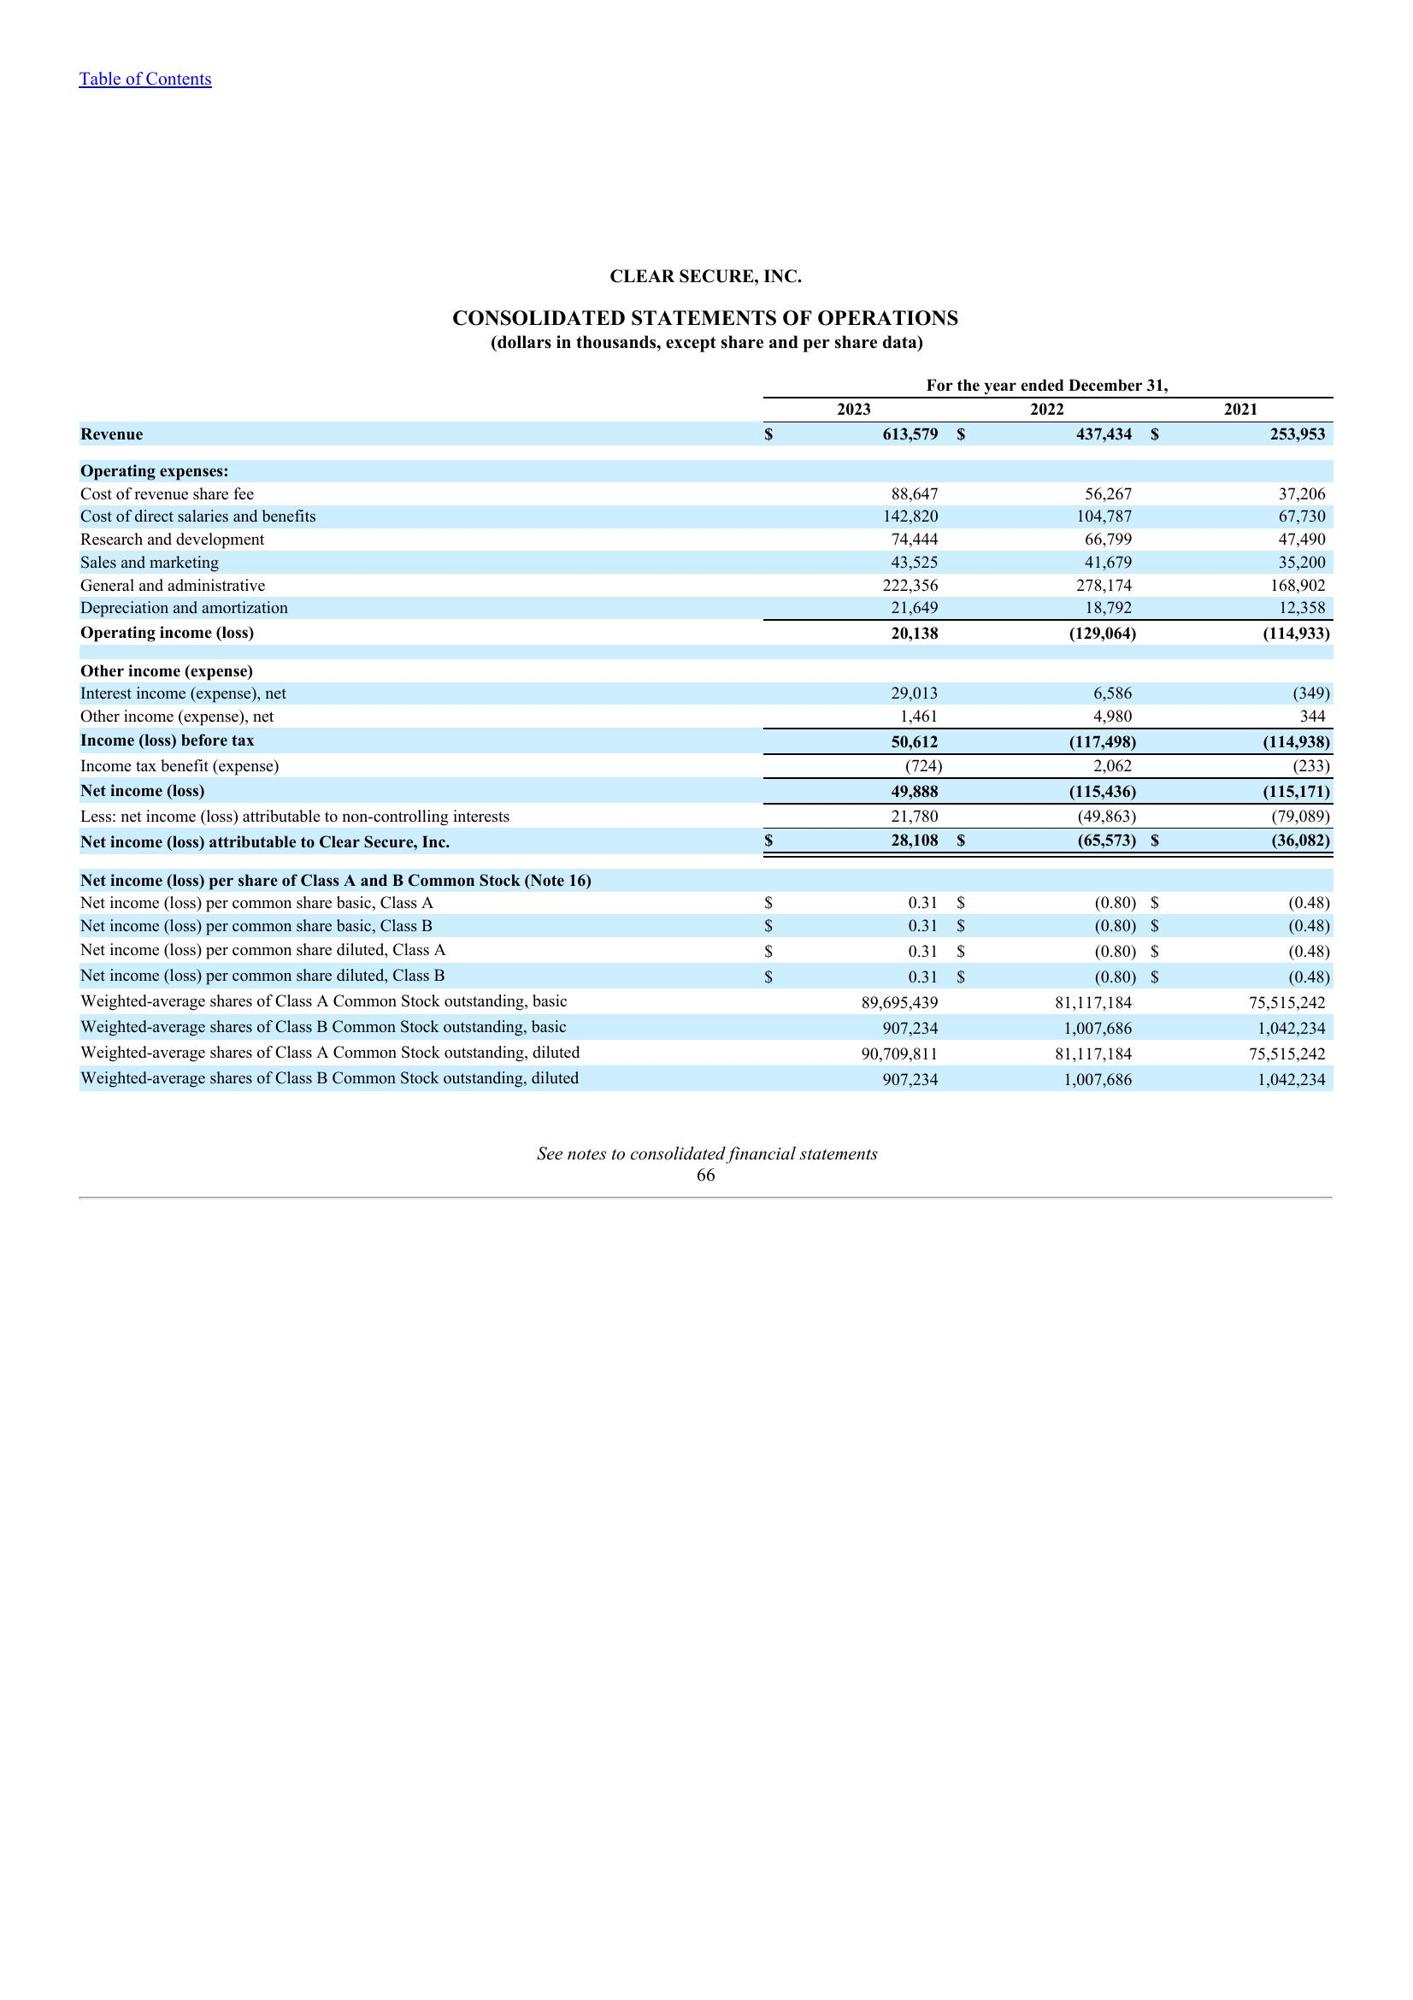 Table of Contents
CLEAR SECURE, INC.
CONSOLIDATED STATEMENTS OF OPERATIONS
(dollars in thousands, except share and per share data)
For the year ended December 31,
2023 2022 2021
Revenue $ 613,579 $ 437,434 $ 253,953
Operating expenses:
Cost of revenue share fee 88,647 56,267 37,206
Cost of direct salaries and benefits 142,820 104,787 67,730
Research and development 74,444 66,799 47,490
Sales and marketing 43,525 41,679 35,200
General and administrative 222,356 278,174 168,902
Depreciation and amortization 21,649 18,792 12,358
Operating income (loss) 20,138 (129,064) (114,933)
Other income (expense)
Interest income (expense), net 29,013 6,586 (349)
Other income (expense), net 1,461 4,980 344
Income (loss) before tax 50,612 (117,498) (114,938)
Income tax benefit (expense) (724) 2,062 (233)
Net income (loss) 49,888 (115,436) (115,171)
Less: net income (loss) attributable to non-controlling interests 21,780 (49,863) (79,089)
Net income (loss) attributable to Clear Secure, Inc. $ 28,108 $ (65,573) $ (36,082)
Net income (loss) per share of Class A and B Common Stock (Note 16)
Net income (loss) per common share basic, Class A $ 0.31 $ (0.80) $ (0.48)
Net income (loss) per common share basic, Class B $ 0.31 $ (0.80) $ (0.48)
Net income (loss) per common share diluted, Class A $ 0.31 $ (0.80) $ (0.48)
Net income (loss) per common share diluted, Class B $ 0.31 $ (0.80) $ (0.48)
Weighted-average shares of Class A Common Stock outstanding, basic 89,695,439 81,117,184 75,515,242
Weighted-average shares of Class B Common Stock outstanding, basic 907,234 1,007,686 1,042,234
Weighted-average shares of Class A Common Stock outstanding, diluted 90,709,811 81,117,184 75,515,242
Weighted-average shares of Class B Common Stock outstanding, diluted 907,234 1,007,686 1,042,234
See notes to consolidated financial statements
66